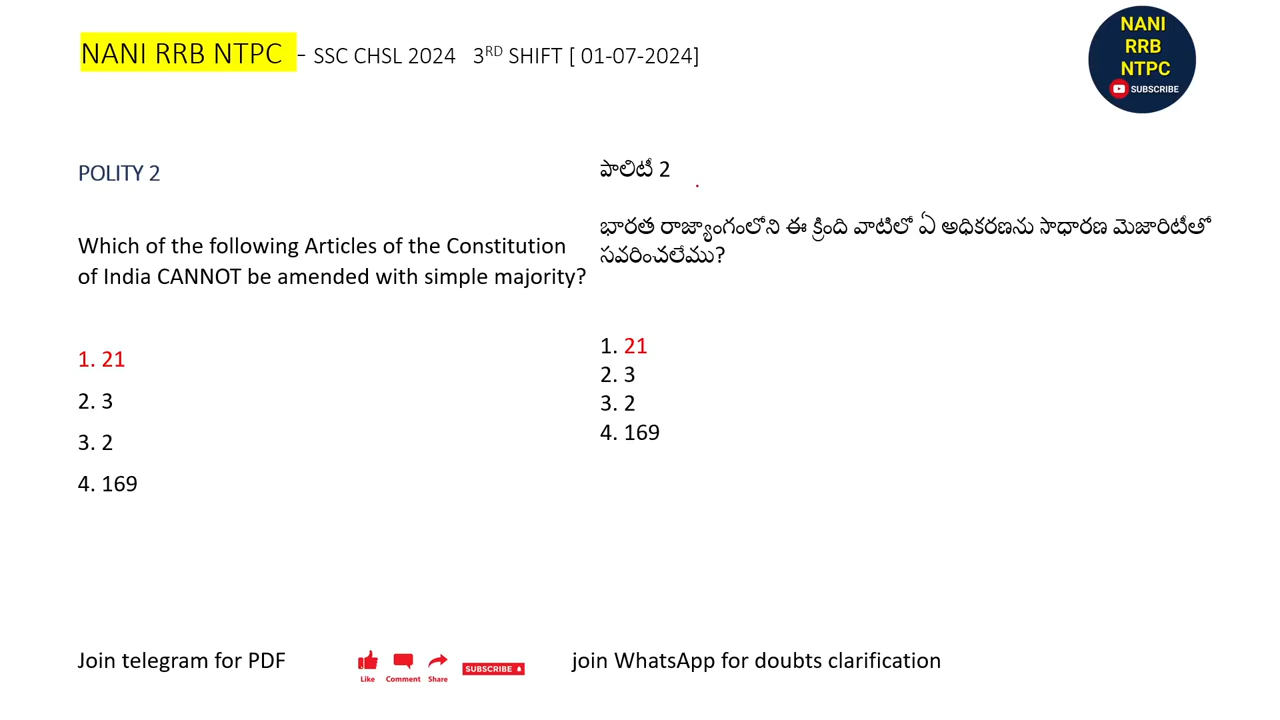 NANI RRB NTPC - SSC CHSL 2024 3RD SHIFT [ 01-07-2024]
NANI
RRB
NTPC
SUBSCRIBE
POLITY 2
Which of the following Articles of the Constitution
of India CANNOT be amended with simple majority?
1. 21
2. 3
3. 2
4. 169
పాలిటీ 2
భారత రాజ్యాంగంలోని ఈ క్రింది వాటిలో ఏ అధికరణను సాధారణ మెజారిటీతో
సవరించలేము?
1. 21
2. 3
3. 2
4. 169
Join telegram for PDF
Like Comment Share
SUBSCRIBE
join WhatsApp for doubts clarification